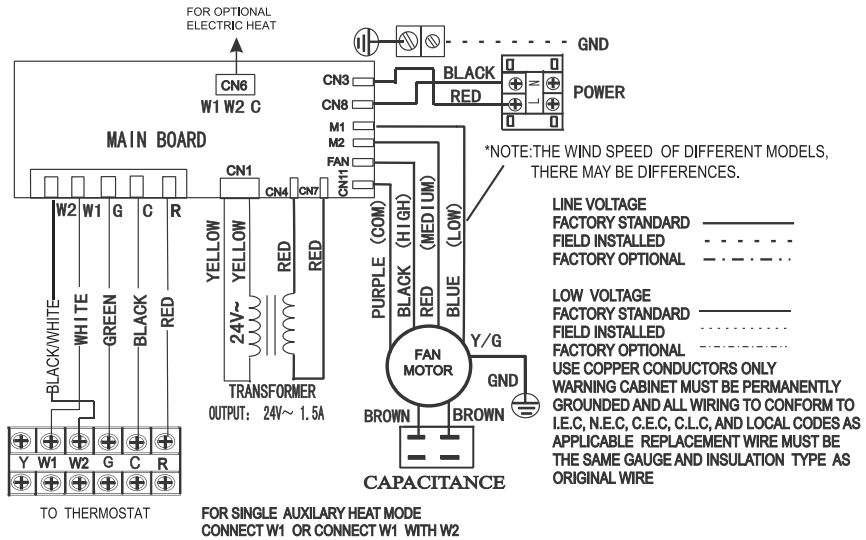 FOR OPTIONAL
ELECTRIC HEAT
CN6
W1 W2 C
MAIN BOARD
CN3
CN8
M1
M2
FAN
CN11
GND
BLACK
RED
N
L
POWER
*NOTE:THE WIND SPEED OF DIFFERENT MODELS,
THERE MAY BE DIFFERENCES.
W2 W1 G C R
CN1
CN4
CN7
BLACK/WHITE
WHITE
GREEN
BLACK
RED
YELLOW
YELLOW
RED
RED
24V~
TRANSFORMER
OUTPUT: 24V~ 1.5A
PURPLE (COM)
BLACK (HIGH)
RED (MEDIUM)
BLUE (LOW)
FAN
MOTOR
Y/G
GND
BROWN
BROWN
CAPACITANCE
LINE VOLTAGE
FACTORY STANDARD
FIELD INSTALLED
FACTORY OPTIONAL
LOW VOLTAGE
FACTORY STANDARD
FIELD INSTALLED
FACTORY OPTIONAL
USE COPPER CONDUCTORS ONLY
WARNING CABINET MUST BE PERMANENTLY
GROUNDED AND ALL WIRING TO CONFORM TO
I.E.C, N.E.C, C.E.C, C.L.C, AND LOCAL CODES AS
APPLICABLE REPLACEMENT WIRE MUST BE
THE SAME GAUGE AND INSULATION TYPE AS
ORIGINAL WIRE
Y W1 W2 G C R
TO THERMOSTAT
FOR SINGLE AUXILARY HEAT MODE
CONNECT W1 OR CONNECT W1 WITH W2